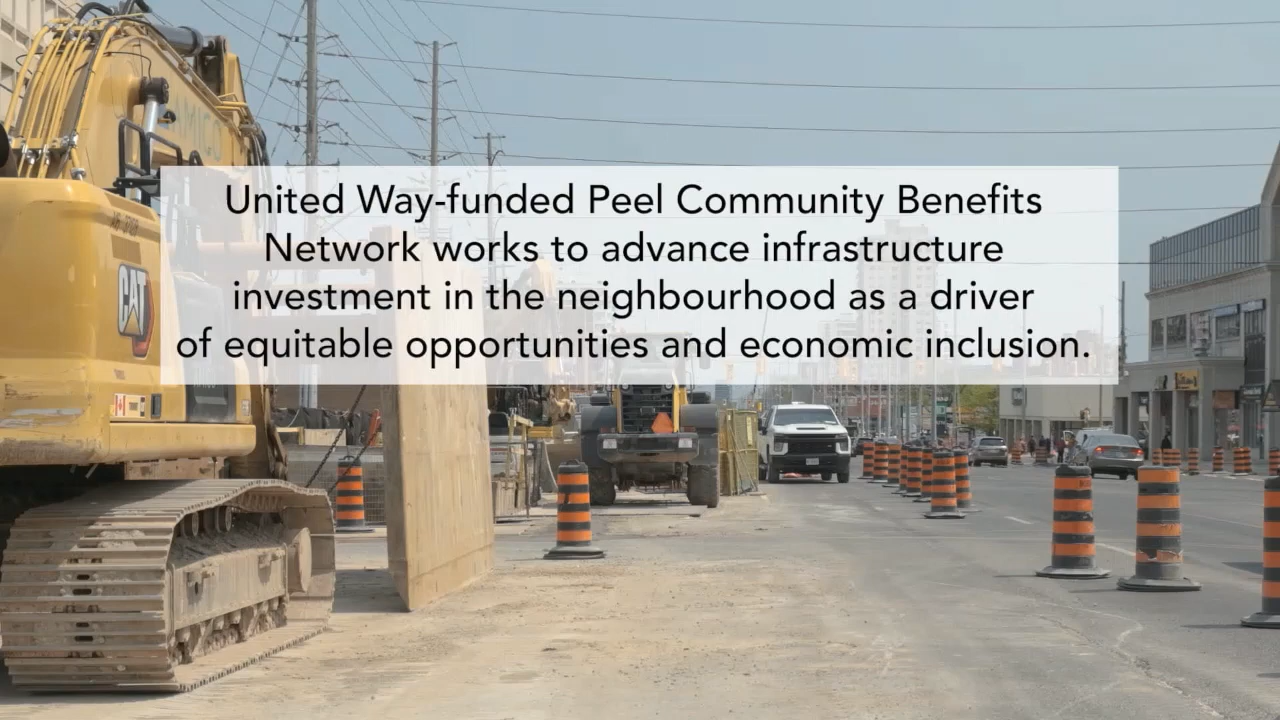 United Way-funded Peel Community Benefits
Network works to advance infrastructure
investment in the neighbourhood as a driver
of equitable opportunities and economic inclusion.
CAT